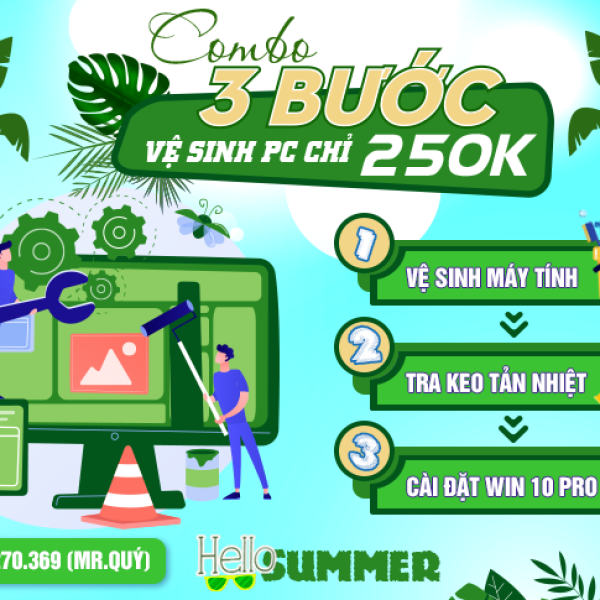 Combo
3 BƯỚC
VỆ SINH PC CHỈ 250K
1
VỆ SINH MÁY TÍNH
2
TRA KEO TẢN NHIỆT
3
CÀI ĐẶT WIN 10 PRO
270.369 (MR.QUÝ)
Hello SUMMER